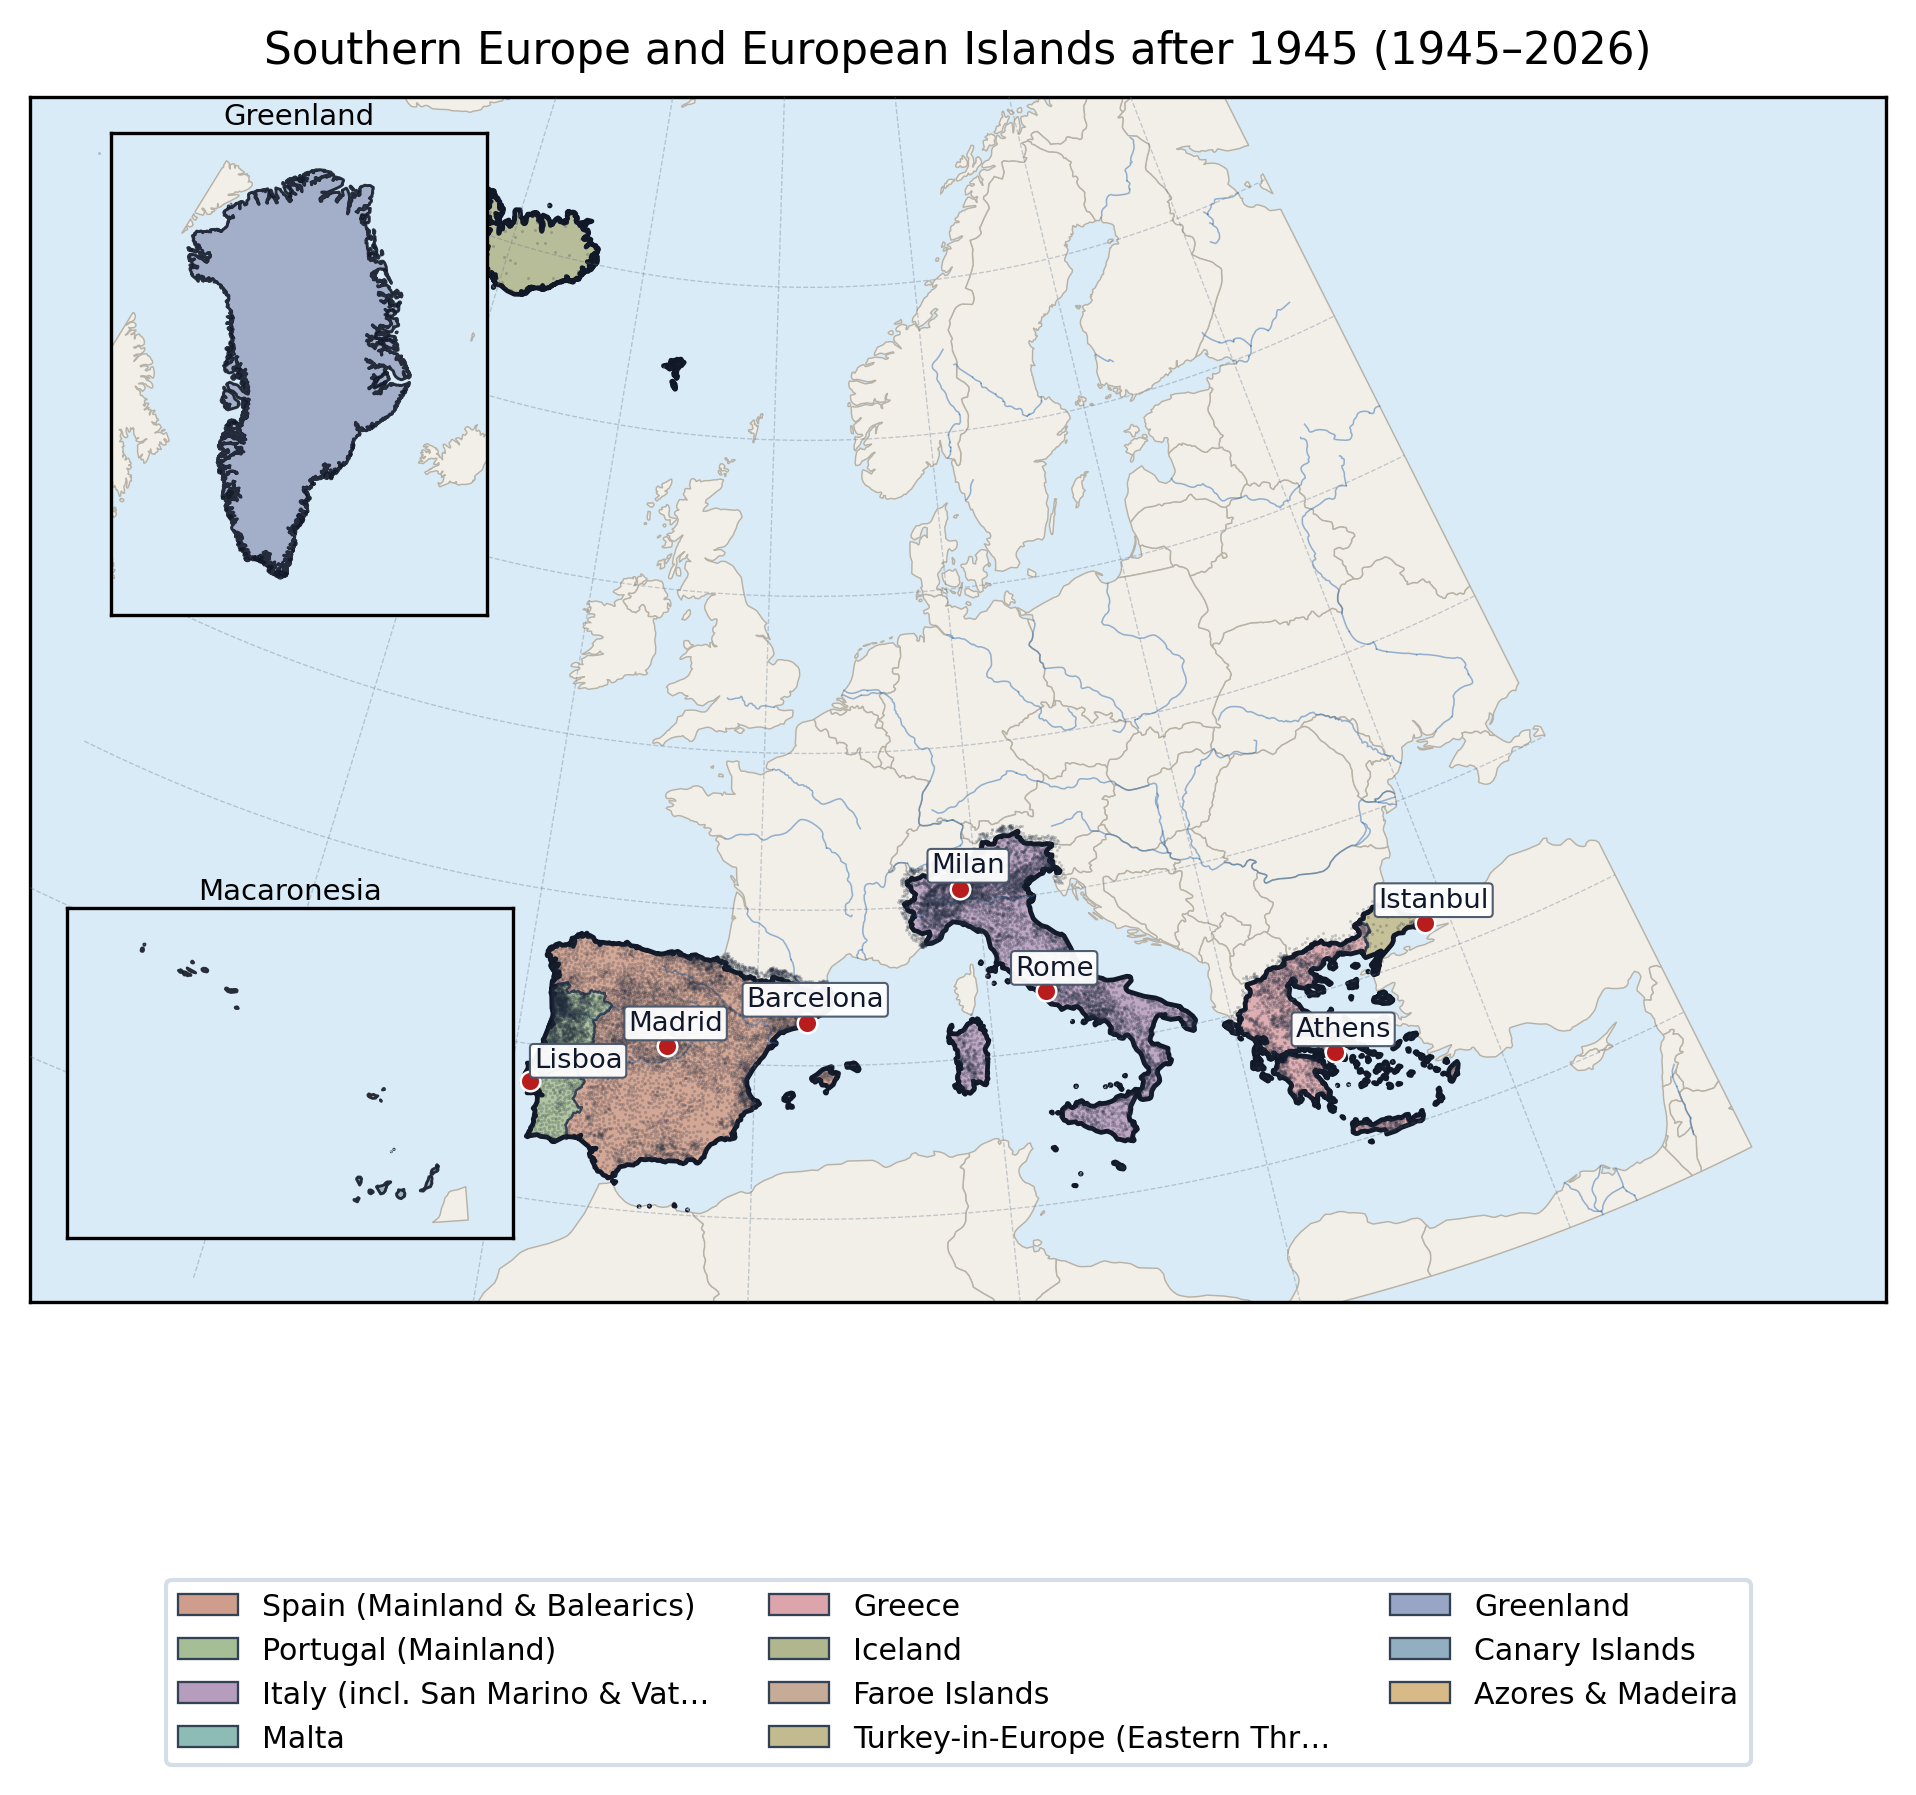 Southern Europe and European Islands after 1945 (1945–2026)
Greenland
Macaronesia
Milan
Istanbul
Rome
Barcelona
Madrid
Athens
Lisboa
Spain (Mainland & Balearics)
Portugal (Mainland)
Italy (incl. San Marino & Vat...
Malta
Greece
Iceland
Faroe Islands
Turkey-in-Europe (Eastern Thr...
Greenland
Canary Islands
Azores & Madeira